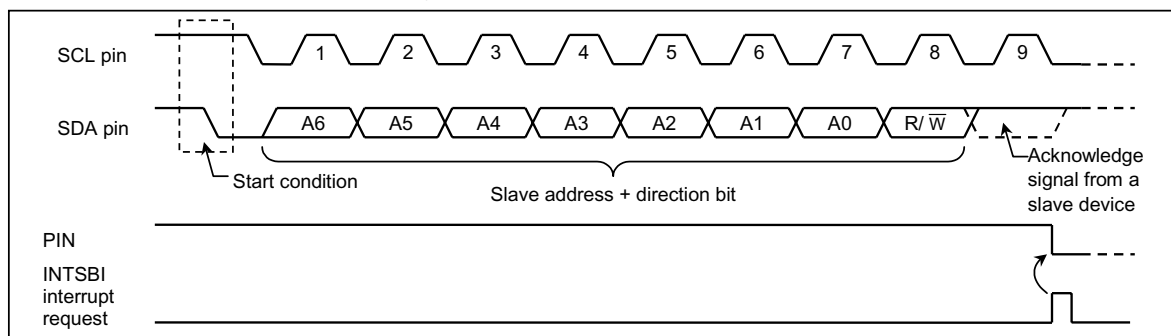 SCL pin
1 2 3 4 5 6 7 8 9
SDA pin
A6 A5 A4 A3 A2 A1 A0 R/W̅
Start condition
Slave address + direction bit
Acknowledge
signal from a
slave device
PIN
INTSBI
interrupt
request